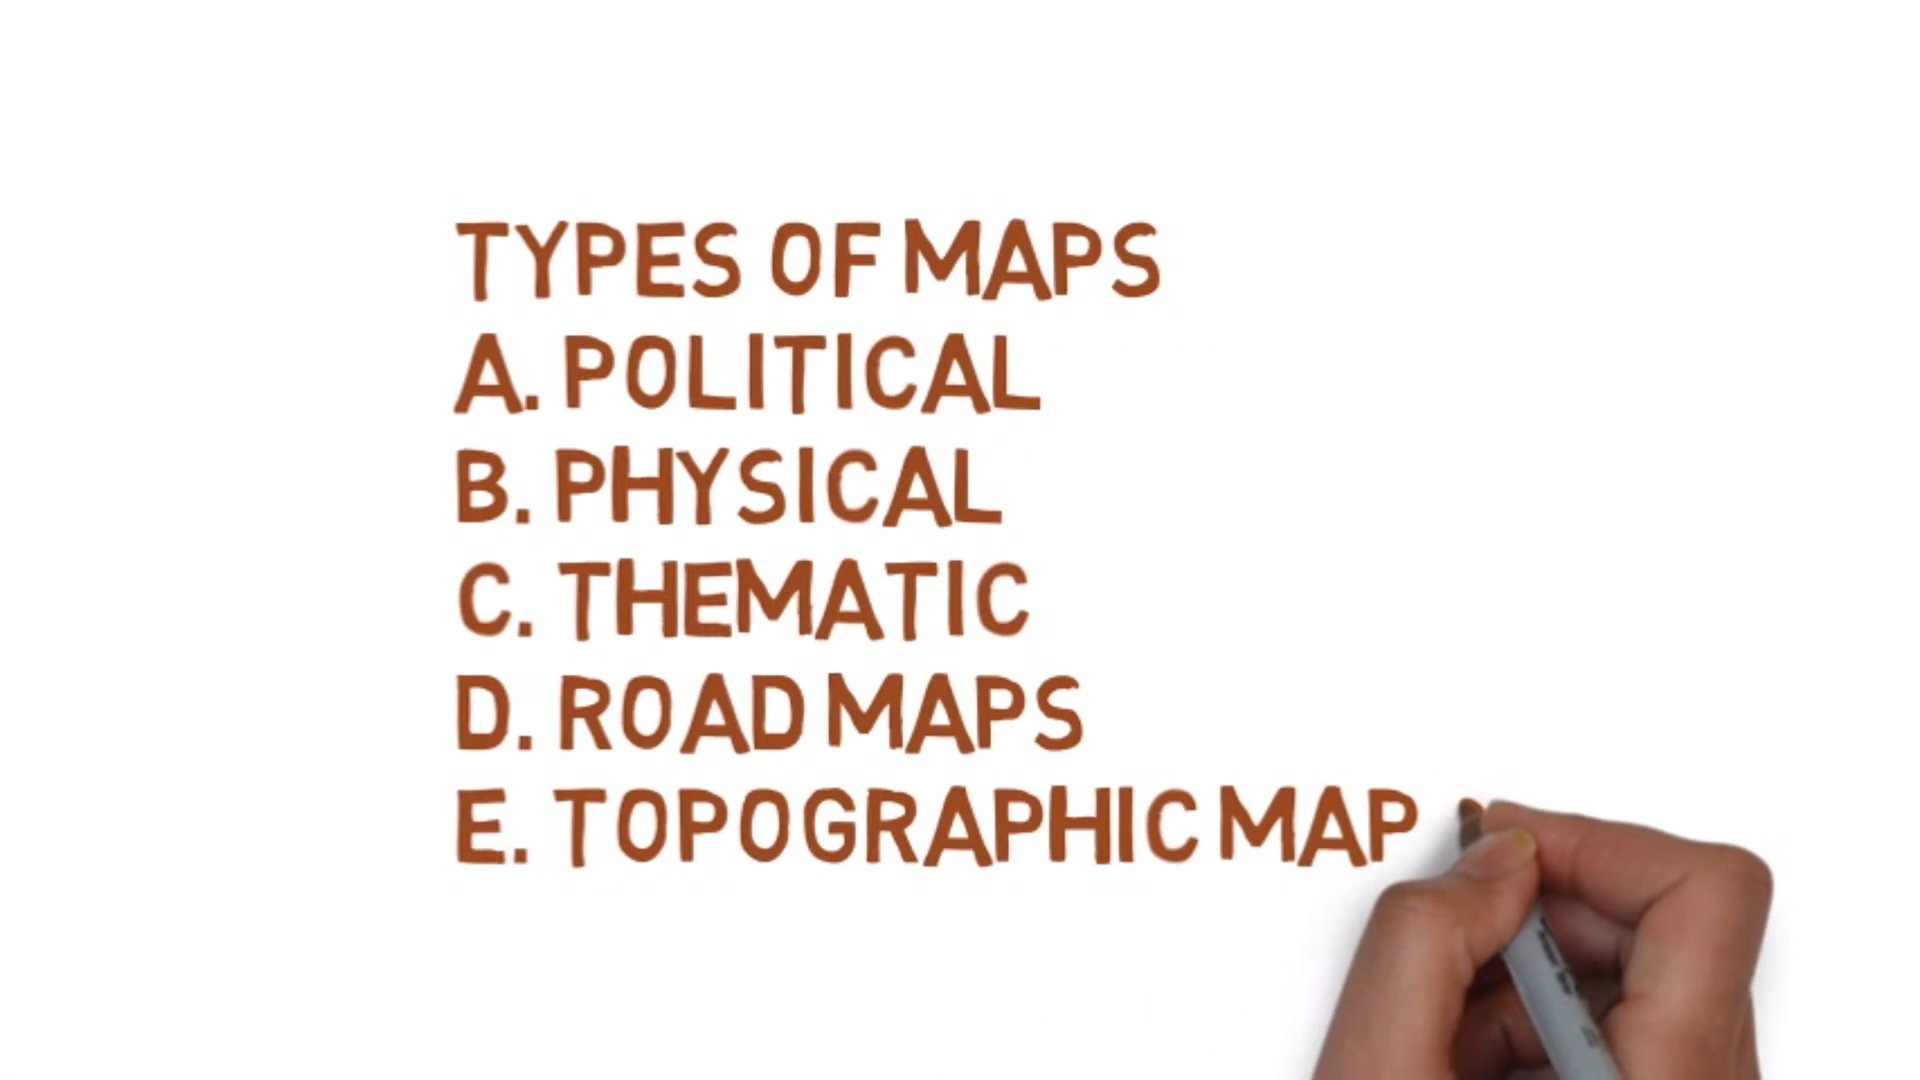 TYPES OF MAPS
A. POLITICAL
B. PHYSICAL
C. THEMATIC
D. ROAD MAPS
E. TOPOGRAPHIC MAP